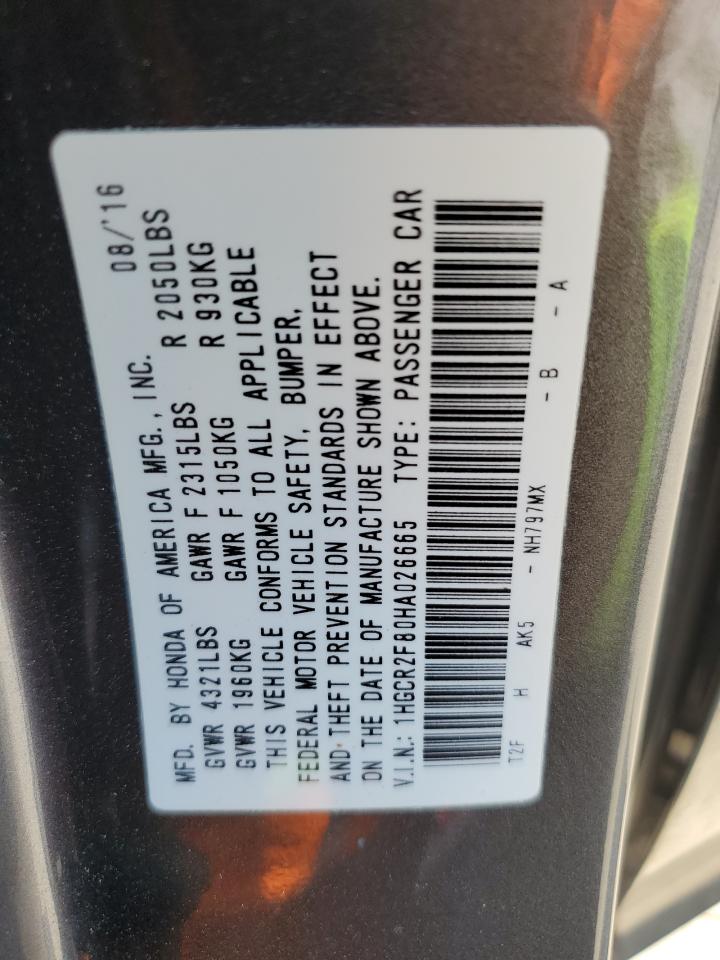 MFD. BY HONDA OF AMERICA MFG., INC. 08/'16
GVWR 4321LBS GAWR F 2315LBS R 2050LBS
GVWR 1960KG GAWR F 1050KG R 930KG
THIS VEHICLE CONFORMS TO ALL APPLICABLE
FEDERAL MOTOR VEHICLE SAFETY, BUMPER,
AND THEFT PREVENTION STANDARDS IN EFFECT
ON THE DATE OF MANUFACTURE SHOWN ABOVE.
V.I.N.: 1HGCR2F80HA026665 TYPE: PASSENGER CAR
T2F H AK5 - NH797MX - B - A